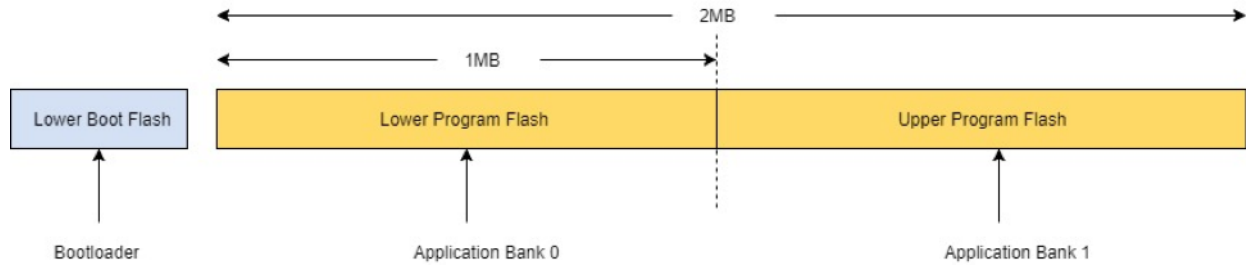 2MB
1MB
Lower Boot Flash
Lower Program Flash
Upper Program Flash
Bootloader
Application Bank 0
Application Bank 1